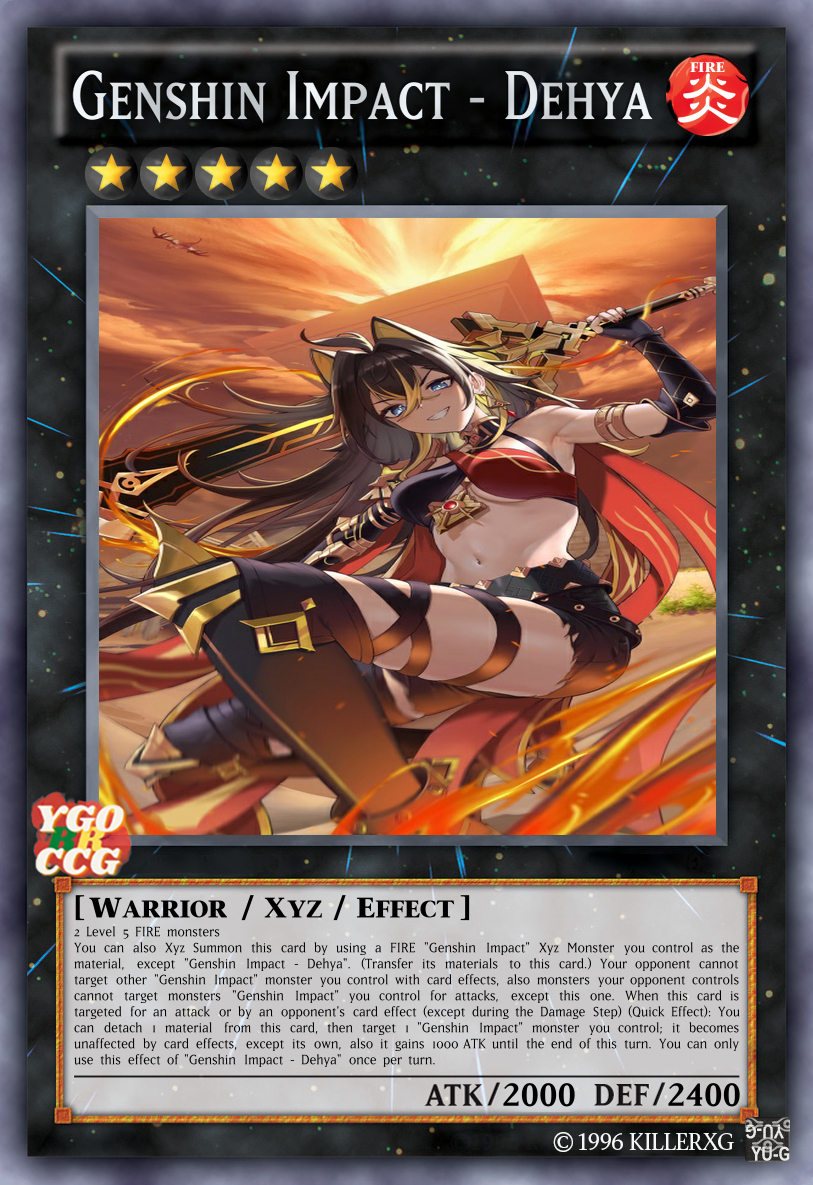 Genshin Impact - Dehya
FIRE
炎
YGO
BR
CCG
[ Warrior / Xyz / Effect ]
2 Level 5 FIRE monsters
You can also Xyz Summon this card by using a FIRE "Genshin Impact" Xyz Monster you control as the
material, except "Genshin Impact - Dehya". (Transfer its materials to this card.) Your opponent cannot
target other "Genshin Impact" monster you control with card effects, also monsters your opponent controls
cannot target monsters "Genshin Impact" you control for attacks, except this one. When this card is
targeted for an attack or by an opponent's card effect (except during the Damage Step) (Quick Effect): You
can detach 1 material from this card, then target 1 "Genshin Impact" monster you control; it becomes
unaffected by card effects, except its own, also it gains 1000 ATK until the end of this turn. You can only
use this effect of "Genshin Impact - Dehya" once per turn.
ATK/2000 DEF/2400
© 1996 KILLERXG
YU-G
YU-G